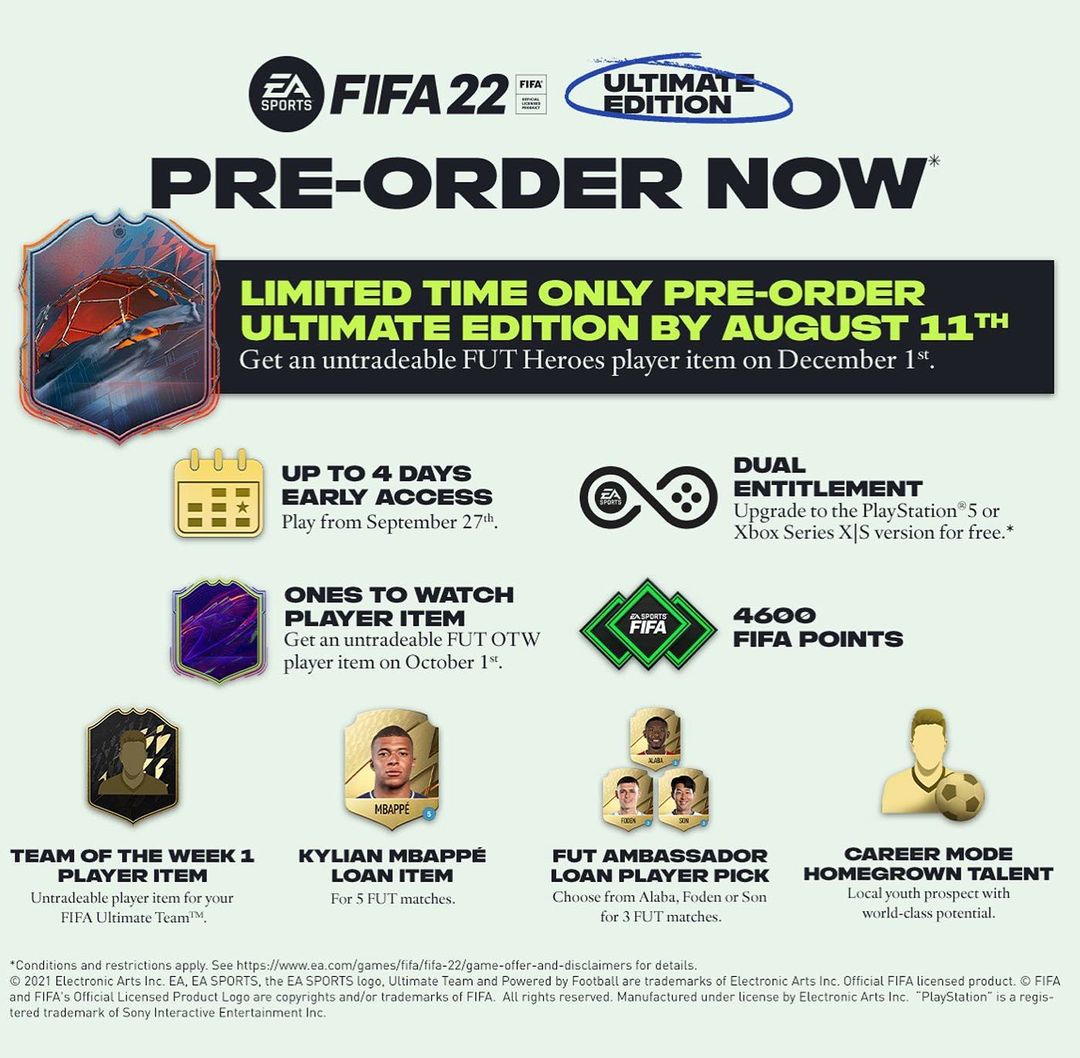 EA SPORTS FIFA 22 FIFA OFFICIAL LICENSED PRODUCT ULTIMATE EDITION
PRE-ORDER NOW*
LIMITED TIME ONLY PRE-ORDER
ULTIMATE EDITION BY AUGUST 11TH
Get an untradeable FUT Heroes player item on December 1st.
UP TO 4 DAYS
EARLY ACCESS
Play from September 27th.
EA SPORTS
DUAL
ENTITLEMENT
Upgrade to the PlayStation®5 or
Xbox Series X|S version for free.*
ONES TO WATCH
PLAYER ITEM
Get an untradeable FUT OTW
player item on October 1st.
EA SPORTS
FIFA
4600
FIFA POINTS
TEAM OF THE WEEK 1
PLAYER ITEM
Untradeable player item for your
FIFA Ultimate Team™.
MBAPPÉ
5
KYLIAN MBAPPÉ
LOAN ITEM
For 5 FUT matches.
ALABA 3
FODEN 3 SON 3
FUT AMBASSADOR
LOAN PLAYER PICK
Choose from Alaba, Foden or Son
for 3 FUT matches.
CAREER MODE
HOMEGROWN TALENT
Local youth prospect with
world-class potential.
*Conditions and restrictions apply. See https://www.ea.com/games/fifa/fifa-22/game-offer-and-disclaimers for details.
© 2021 Electronic Arts Inc. EA, EA SPORTS, the EA SPORTS logo, Ultimate Team and Powered by Football are trademarks of Electronic Arts Inc. Official FIFA licensed product. © FIFA
and FIFA's Official Licensed Product Logo are copyrights and/or trademarks of FIFA. All rights reserved. Manufactured under license by Electronic Arts Inc. "PlayStation" is a regis-
tered trademark of Sony Interactive Entertainment Inc.